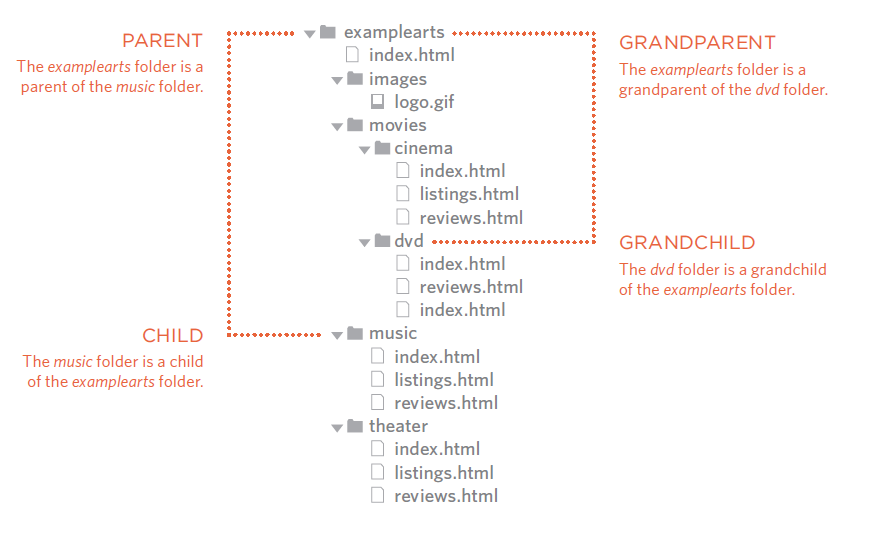 PARENT
The examplearts folder is a
parent of the music folder.
examplearts
index.html
images
logo.gif
movies
cinema
index.html
listings.html
reviews.html
dvd
index.html
reviews.html
index.html
music
index.html
listings.html
reviews.html
theater
index.html
listings.html
reviews.html
GRANDPARENT
The examplearts folder is a
grandparent of the dvd folder.
GRANDCHILD
The dvd folder is a grandchild
of the examplearts folder.
CHILD
The music folder is a child
of the examplearts folder.